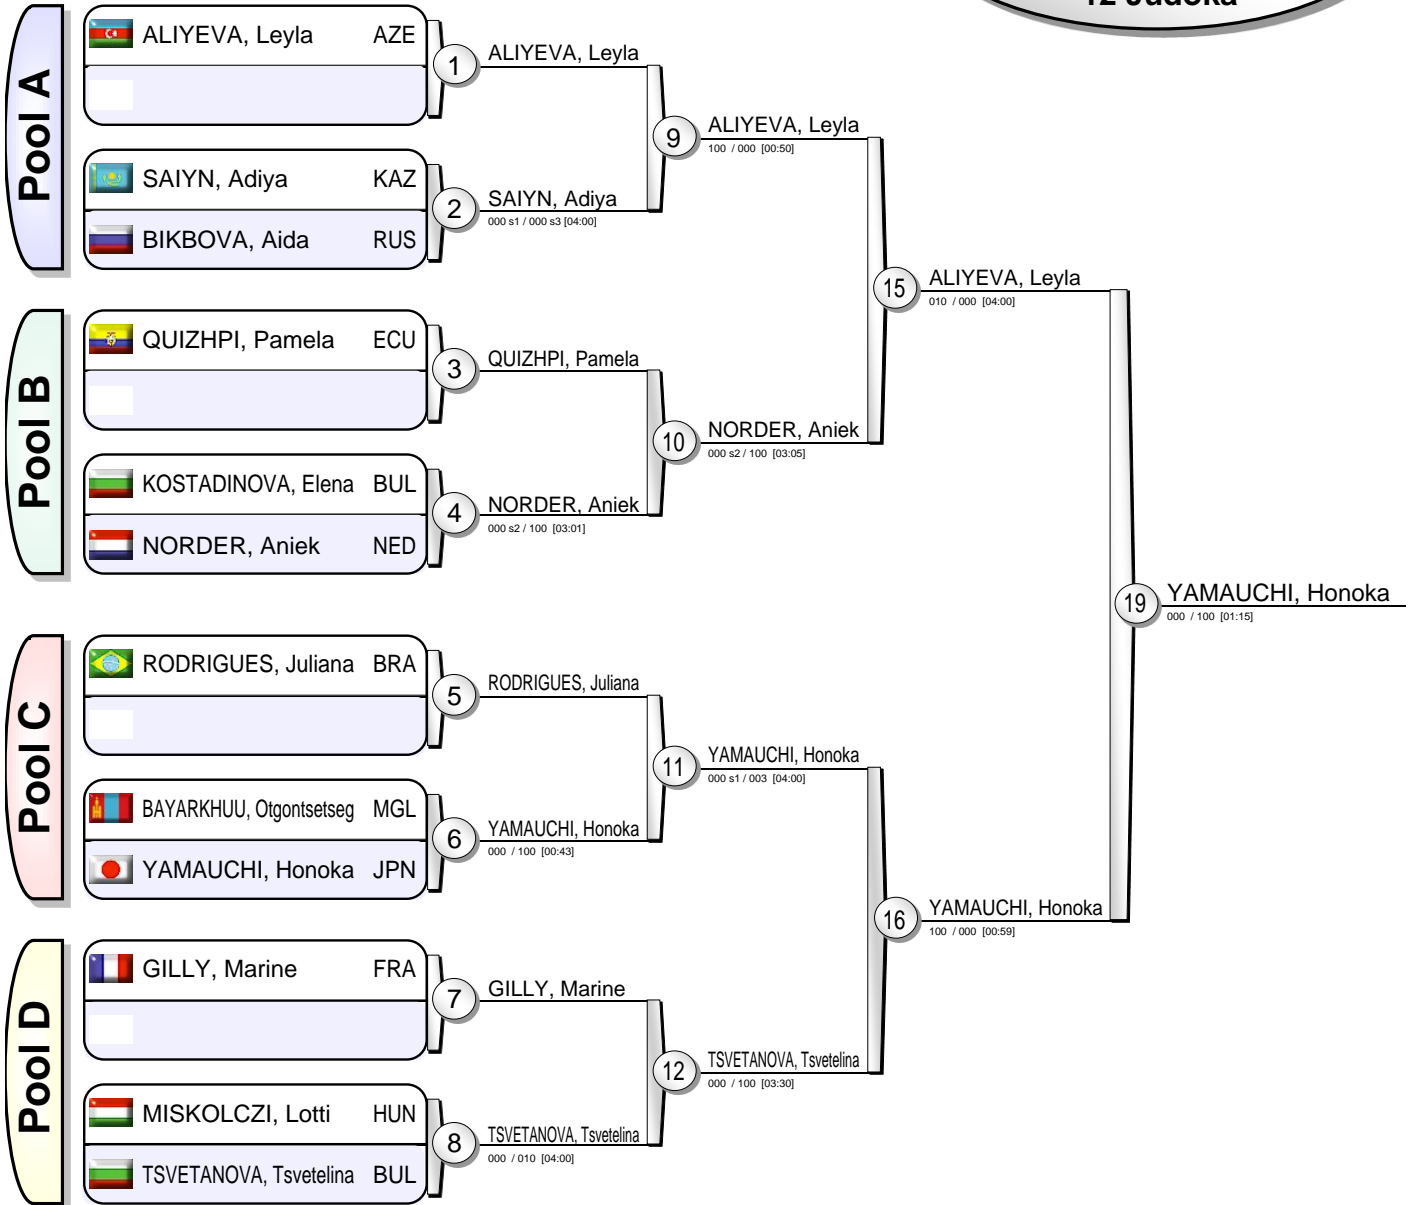 12 Judoka
Pool A
ALIYEVA, Leyla AZE
1
ALIYEVA, Leyla
SAIYN, Adiya KAZ
BIKBOVA, Aida RUS
2
SAIYN, Adiya
000 s1 / 000 s3 [04:00]
9
ALIYEVA, Leyla
100 / 000 [00:50]
Pool B
QUIZHPI, Pamela ECU
3
QUIZHPI, Pamela
KOSTADINOVA, Elena BUL
NORDER, Aniek NED
4
NORDER, Aniek
000 s2 / 100 [03:01]
10
NORDER, Aniek
000 s2 / 100 [03:05]
15
ALIYEVA, Leyla
010 / 000 [04:00]
Pool C
RODRIGUES, Juliana BRA
5
RODRIGUES, Juliana
BAYARKHUU, Otgontsetseg MGL
YAMAUCHI, Honoka JPN
6
YAMAUCHI, Honoka
000 / 100 [00:43]
11
YAMAUCHI, Honoka
000 s1 / 003 [04:00]
Pool D
GILLY, Marine FRA
7
GILLY, Marine
MISKOLCZI, Lotti HUN
TSVETANOVA, Tsvetelina BUL
8
TSVETANOVA, Tsvetelina
000 / 010 [04:00]
12
TSVETANOVA, Tsvetelina
000 / 100 [03:30]
16
YAMAUCHI, Honoka
100 / 000 [00:59]
19
YAMAUCHI, Honoka
000 / 100 [01:15]